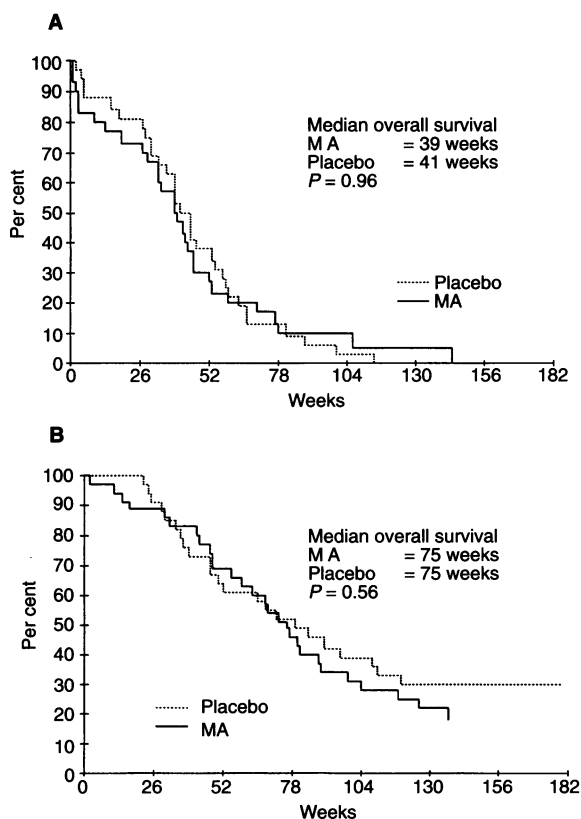 A
100
90
80
70
60
50
40
30
20
10
0
Per cent
Median overall survival
M A = 39 weeks
Placebo = 41 weeks
P = 0.96
Placebo
MA
0 26 52 78 104 130 156 182
Weeks
B
100
90
80
70
60
50
40
30
20
10
0
Per cent
Median overall survival
M A = 75 weeks
Placebo = 75 weeks
P = 0.56
Placebo
MA
0 26 52 78 104 130 156 182
Weeks